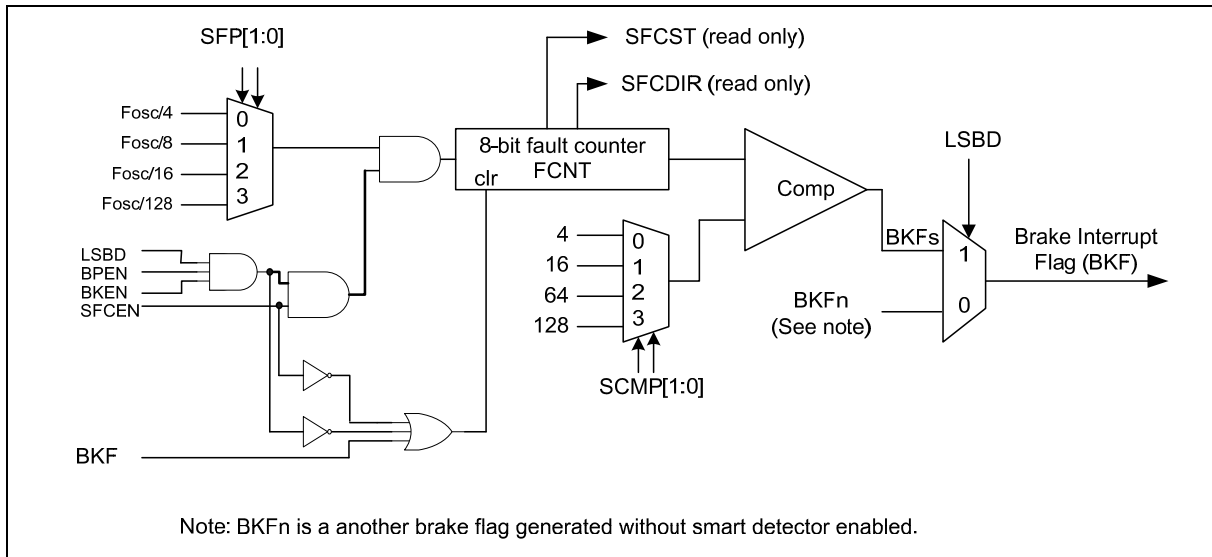 SFP[1:0]
SFCST (read only)
SFCDIR (read only)
Fosc/4
Fosc/8
Fosc/16
Fosc/128
0
1
2
3
8-bit fault counter
FCNT
clr
Comp
LSBD
LSBD
BPEN
BKEN
SFCEN
4
16
64
128
0
1
2
3
SCMP[1:0]
BKFs
1
0
BKFn
(See note)
Brake Interrupt
Flag (BKF)
BKF
Note: BKFn is a another brake flag generated without smart detector enabled.